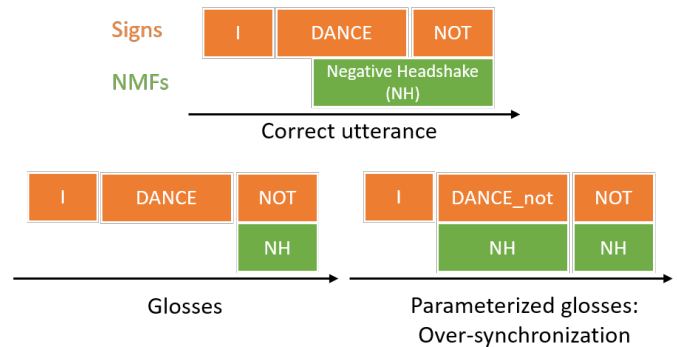 Signs I DANCE NOT
NMFs Negative Headshake
(NH)
Correct utterance
I DANCE NOT
NH
Glosses
I DANCE_not NOT
NH NH
Parameterized glosses:
Over-synchronization